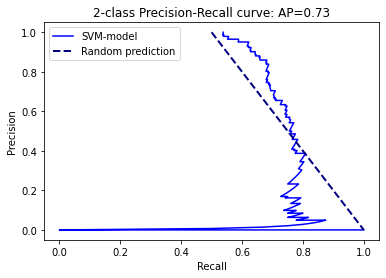 2-class Precision-Recall curve: AP=0.73
SVM-model
Random prediction
Precision
1.0
0.8
0.6
0.4
0.2
0.0
0.0 0.2 0.4 0.6 0.8 1.0
Recall